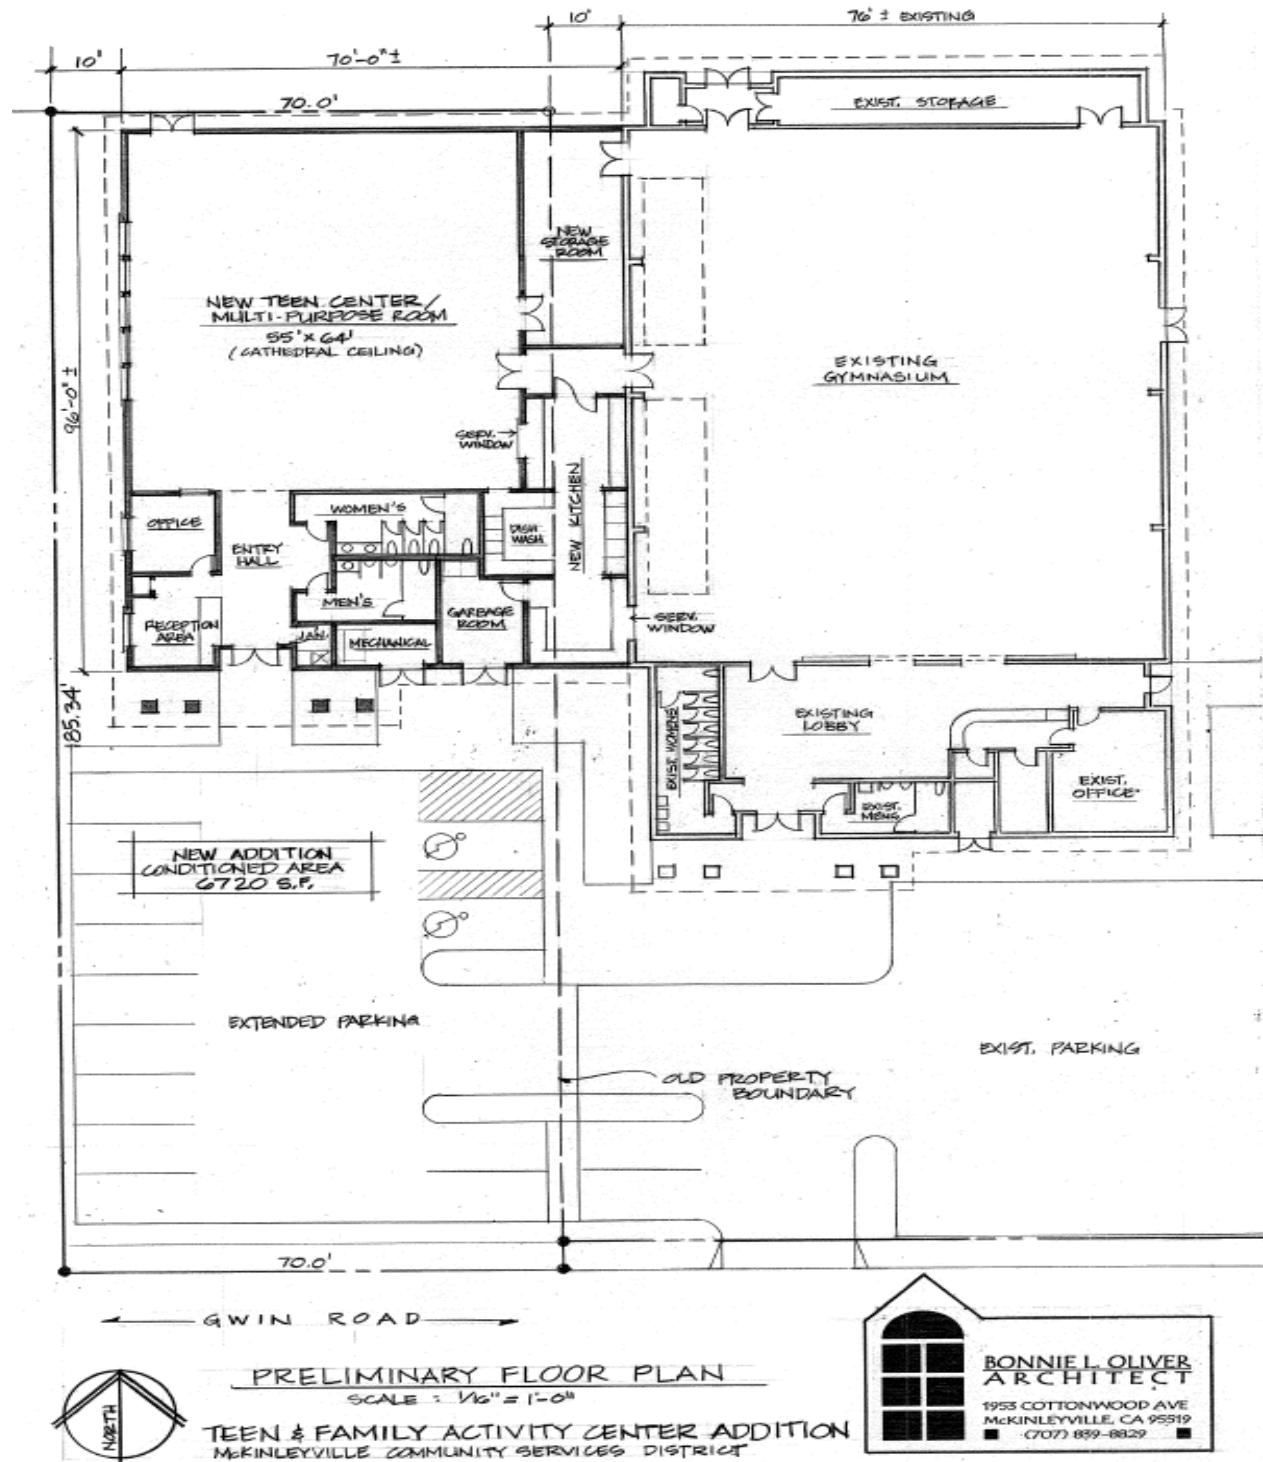 10'
76' ± EXISTING
10'
70'-0" ±
70.0'
EXIST. STORAGE
NEW
STORAGE
ROOM
NEW TEEN CENTER/
MULTI-PURPOSE ROOM
55' x 64'
(CATHEDRAL CEILING)
EXISTING
GYMNASIUM
96'-0" ±
SERV.
WINDOW
NEW KITCHEN
WOMEN'S
OFFICE
DISH
WASH
ENTRY
HALL
MEN'S
GARBAGE
ROOM
RECEPTION
AREA
JAN.
MECHANICAL
SERV.
WINDOW
185.34'
EXIST. WOMENS
EXISTING
LOBBY
EXIST.
OFFICE
EXIST.
MENS
NEW ADDITION
CONDITIONED AREA
6720 S.F.
EXTENDED PARKING
EXIST. PARKING
OLD PROPERTY
BOUNDARY
70.0'
GWIN ROAD
PRELIMINARY FLOOR PLAN
SCALE : 1/16" = 1'-0"
NORTH
TEEN & FAMILY ACTIVITY CENTER ADDITION
McKINLEYVILLE COMMUNITY SERVICES DISTRICT
BONNIE L. OLIVER
ARCHITECT
1953 COTTONWOOD AVE
McKINLEYVILLE, CA 95519
(707) 839-8829